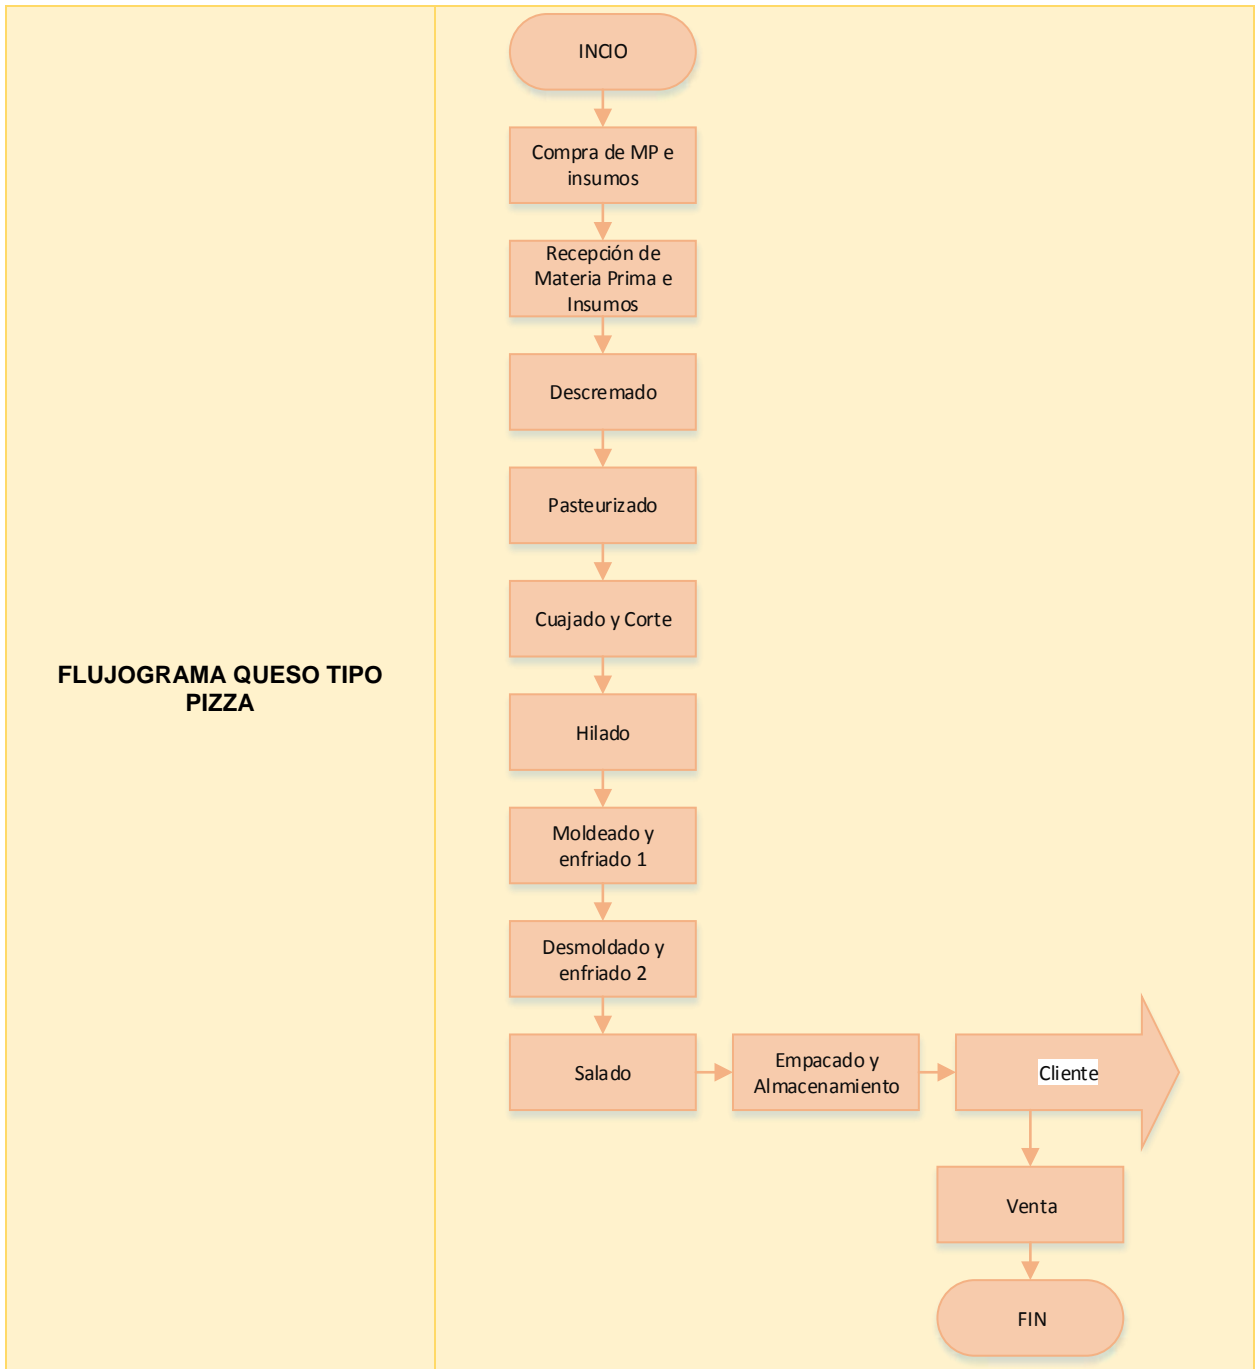 FLUJOGRAMA QUESO TIPO
PIZZA
INCIO
Compra de MP e
insumos
Recepción de
Materia Prima e
Insumos
Descremado
Pasteurizado
Cuajado y Corte
Hilado
Moldeado y
enfriado 1
Desmoldado y
enfriado 2
Salado
Empacado y
Almacenamiento
Cliente
Venta
FIN